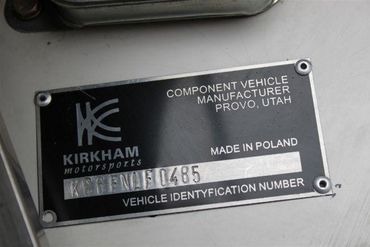 COMPONENT VEHICLE
MANUFACTURER
PROVO, UTAH
KIRKHAM
motorsports
MADE IN POLAND
VEHICLE IDENTYFICATION NUMBER